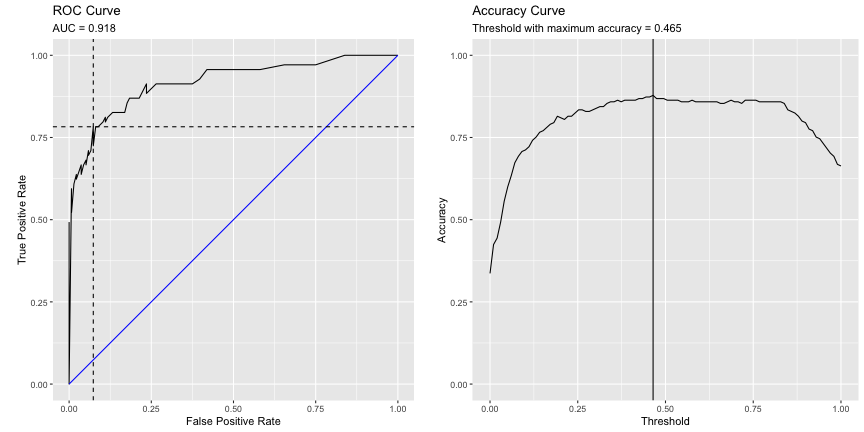 ROC Curve
AUC = 0.918
1.00
0.75
0.50
0.25
0.00
True Positive Rate
0.00 0.25 0.50 0.75 1.00
False Positive Rate
Accuracy Curve
Threshold with maximum accuracy = 0.465
1.00
0.75
0.50
0.25
0.00
Accuracy
0.00 0.25 0.50 0.75 1.00
Threshold